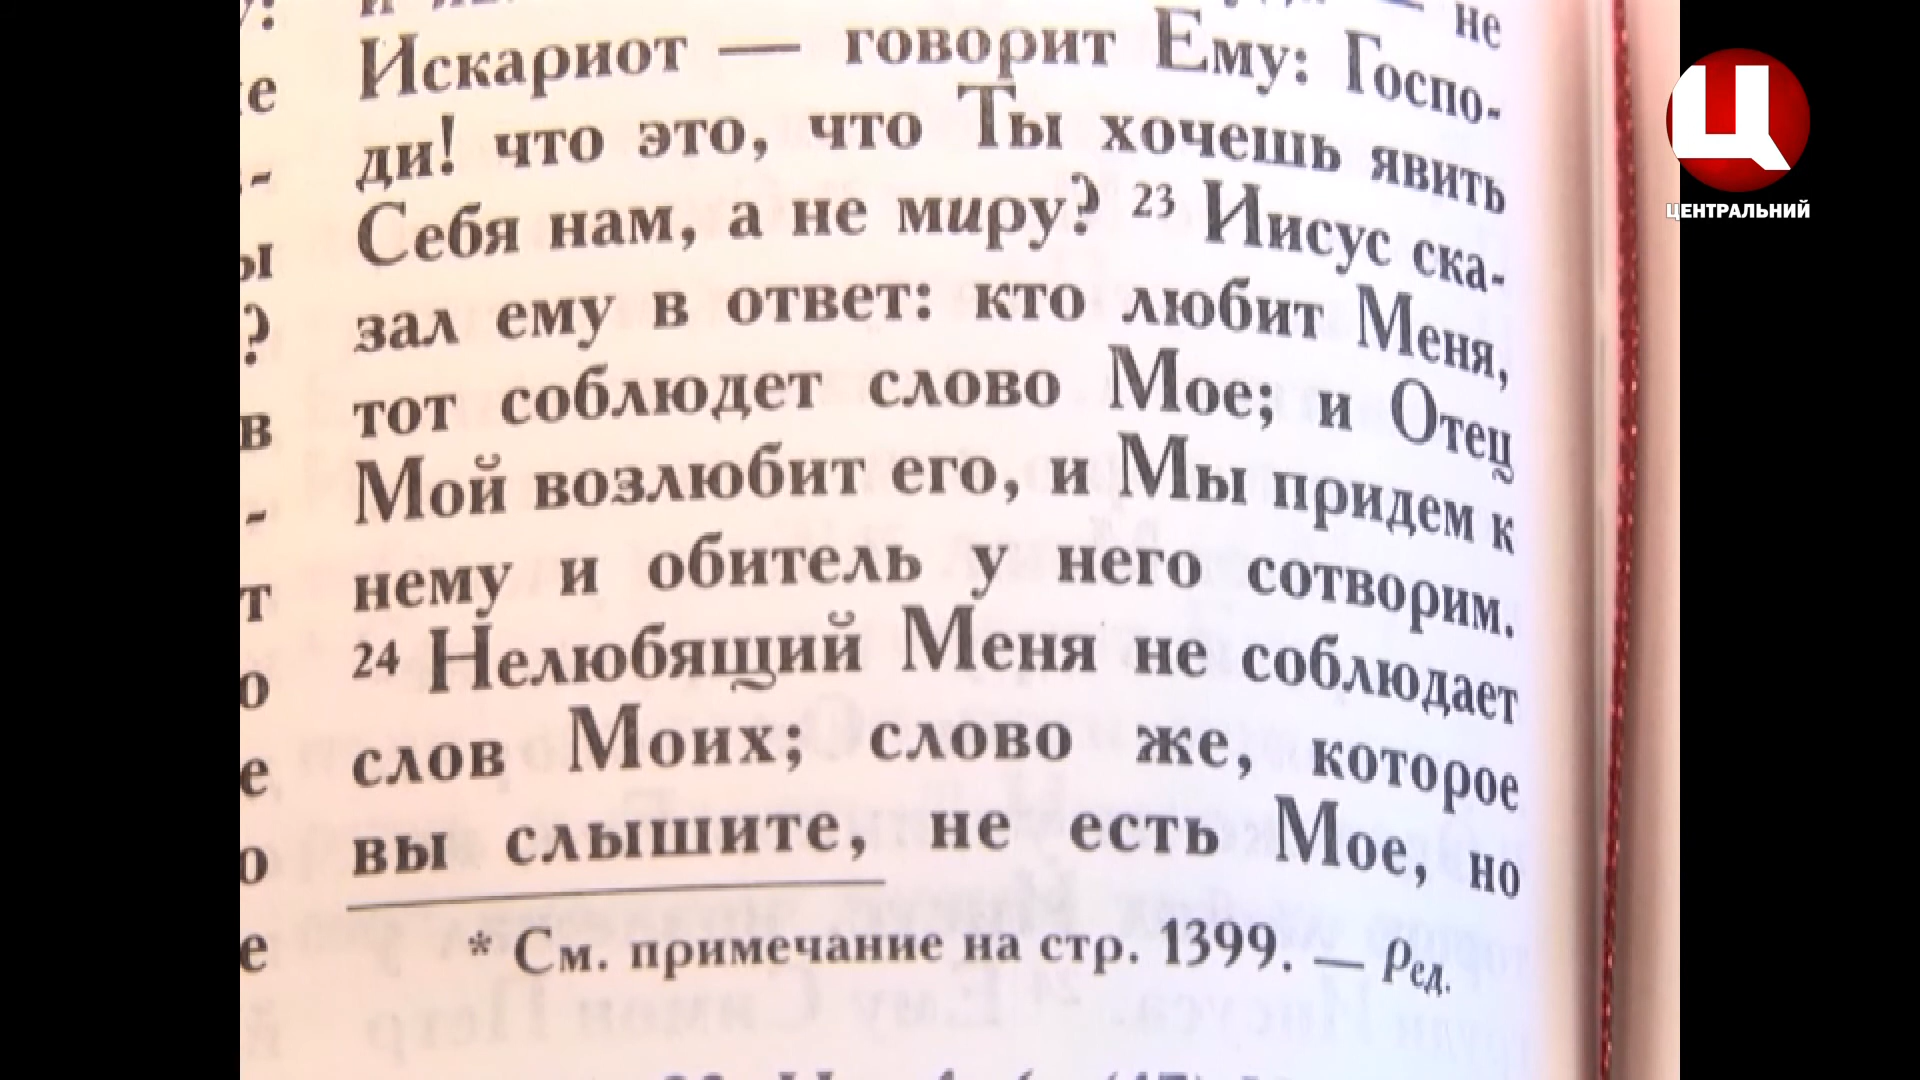 не
Искариот — говорит Ему: Госпо-
ди! что это, что Ты хочешь явить
Себя нам, а не миру? 23 Иисус ска-
зал ему в ответ: кто любит Меня,
тот соблюдет слово Мое; и Отец
Мой возлюбит его, и Мы придем к
нему и обитель у него сотворим.
24 Нелюбящий Меня не соблюдает
слов Моих; слово же, которое
вы слышите, не есть Мое, но
* См. примечание на стр. 1399. — Ред.
Ц
ЦЕНТРАЛЬНИЙ